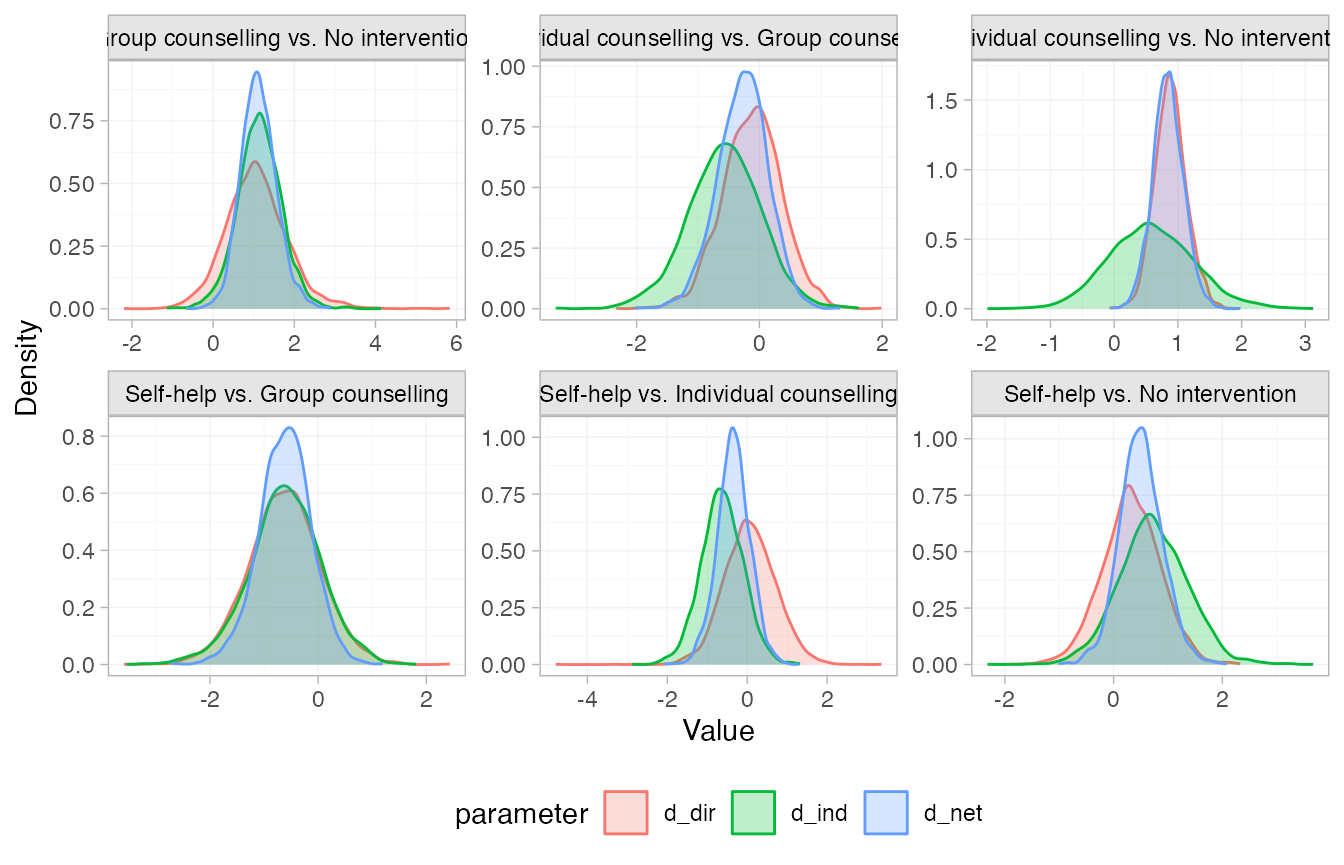 Group counselling vs. No interventio
vidual counselling vs. Group counse
ividual counselling vs. No intervent
1.00
0.75
0.50
0.25
0.00
0.75
0.50
0.25
0.00
1.5
1.0
0.5
0.0
-2 0 2 4 6
-2 0 2
-2 -1 0 1 2 3
Self-help vs. Group counselling
Self-help vs. Individual counselling
Self-help vs. No intervention
0.8
0.6
0.4
0.2
0.0
1.00
0.75
0.50
0.25
0.00
1.00
0.75
0.50
0.25
0.00
-2 0 2
-4 -2 0 2
-2 0 2
Density
Value
parameter d_dir d_ind d_net